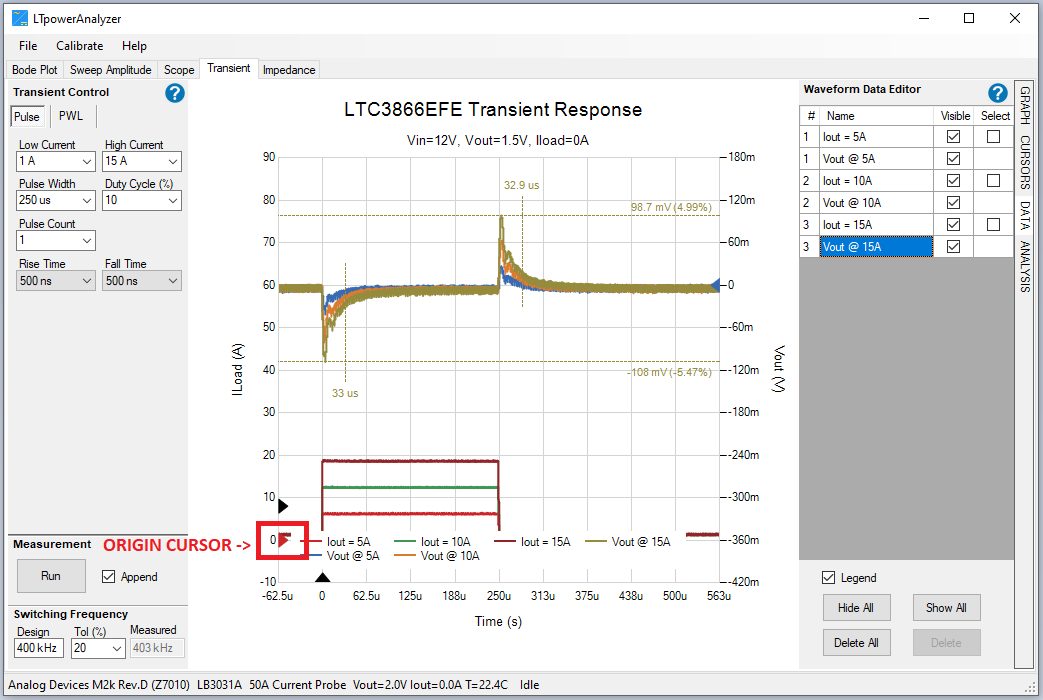 LTpowerAnalyzer
File Calibrate Help
Bode Plot Sweep Amplitude Scope Transient Impedance
Transient Control ?
Pulse PWL
Low Current High Current
1 A 15 A
Pulse Width Duty Cycle (%)
250 us 10
Pulse Count
1
Rise Time Fall Time
500 ns 500 ns
Measurement
Run Append
Switching Frequency
Design Tol (%) Measured
400 kHz 20 403 kHz
LTC3866EFE Transient Response
Vin=12V, Vout=1.5V, Iload=0A
90
80
70
60
50
40
30
20
10
0
-10
ILoad (A)
180m
120m
60m
0
-60m
-120m
-180m
-240m
-300m
-360m
-420m
Vout (V)
32.9 us
98.7 mV (4.99%)
-108 mV (-5.47%)
33 us
ORIGIN CURSOR ->
Iout = 5A Iout = 10A Iout = 15A Vout @ 15A
Vout @ 5A Vout @ 10A
-62.5u 0 62.5u 125u 188u 250u 313u 375u 438u 500u 563u
Time (s)
Waveform Data Editor ?
# Name Visible Select
1 Iout = 5A
1 Vout @ 5A
2 Iout = 10A
2 Vout @ 10A
3 Iout = 15A
3 Vout @ 15A
Legend
Hide All Show All
Delete All Delete
GRAPH CURSORS DATA ANALYSIS
Analog Devices M2k Rev.D (Z7010) LB3031A 50A Current Probe Vout=2.0V Iout=0.0A T=22.4C Idle